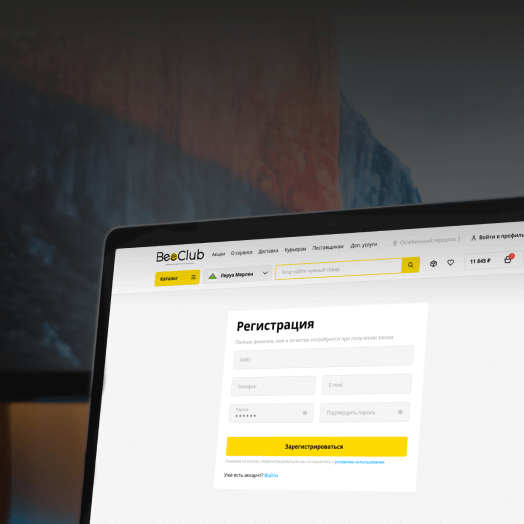 BeeClub
Акции О сервисе Доставка Курьерам Поставщикам Доп. услуги
Октябрьский переулок 3
Войти в профиль
Каталог
Леруа Мерлен
Хочу найти нужный товар
11 845 ₽
Регистрация
Полные фамилия, имя и отчество потребуются при получении заказа
ФИО
Телефон
E-mail
Пароль
Подтвердить пароль
Зарегистрироваться
Нажимая на кнопку «Зарегистрироваться» вы соглашаетесь с условиями использования
Уже есть аккаунт? Войти